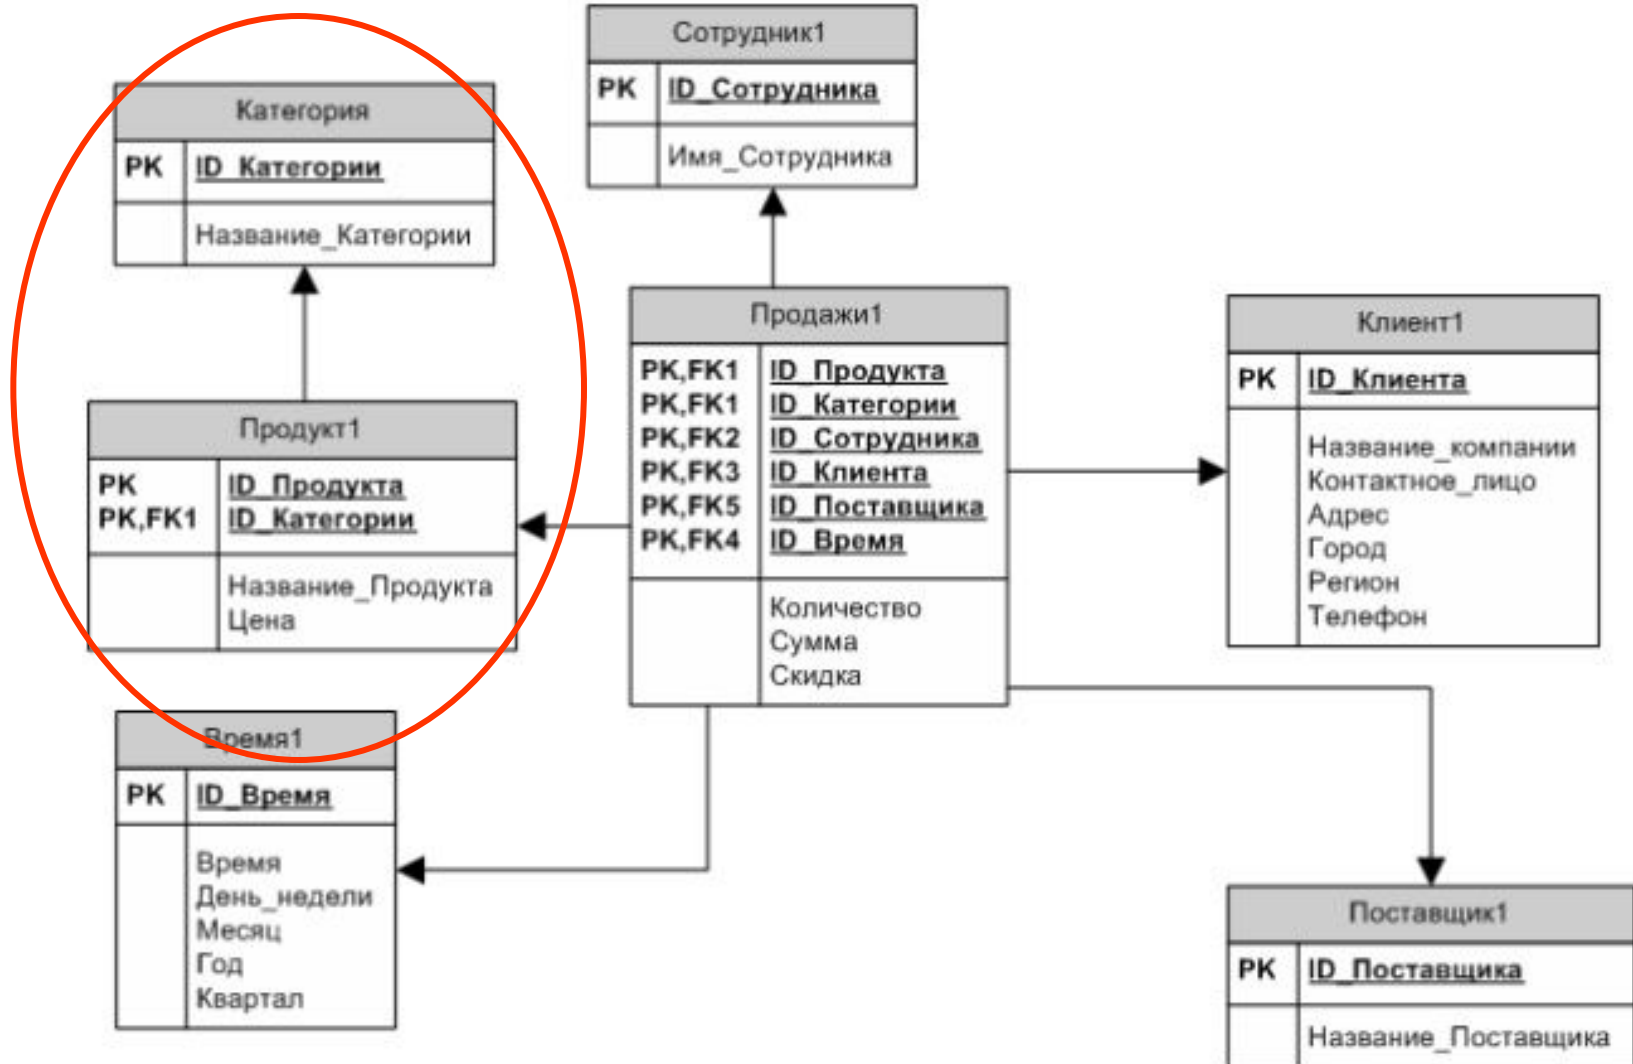 Сотрудник1
PK ID_Сотрудника
Имя_Сотрудника
Категория
PK ID_Категории
Название_Категории
Продажи1
PK,FK1 ID_Продукта
PK,FK1 ID_Категории
PK,FK2 ID_Сотрудника
PK,FK3 ID_Клиента
PK,FK5 ID_Поставщика
PK,FK4 ID_Время
Количество
Сумма
Скидка
Клиент1
PK ID_Клиента
Название_компании
Контактное_лицо
Адрес
Город
Регион
Телефон
Продукт1
PK ID_Продукта
PK,FK1 ID_Категории
Название_Продукта
Цена
Время1
PK ID_Время
Время
День_недели
Месяц
Год
Квартал
Поставщик1
PK ID_Поставщика
Название_Поставщика